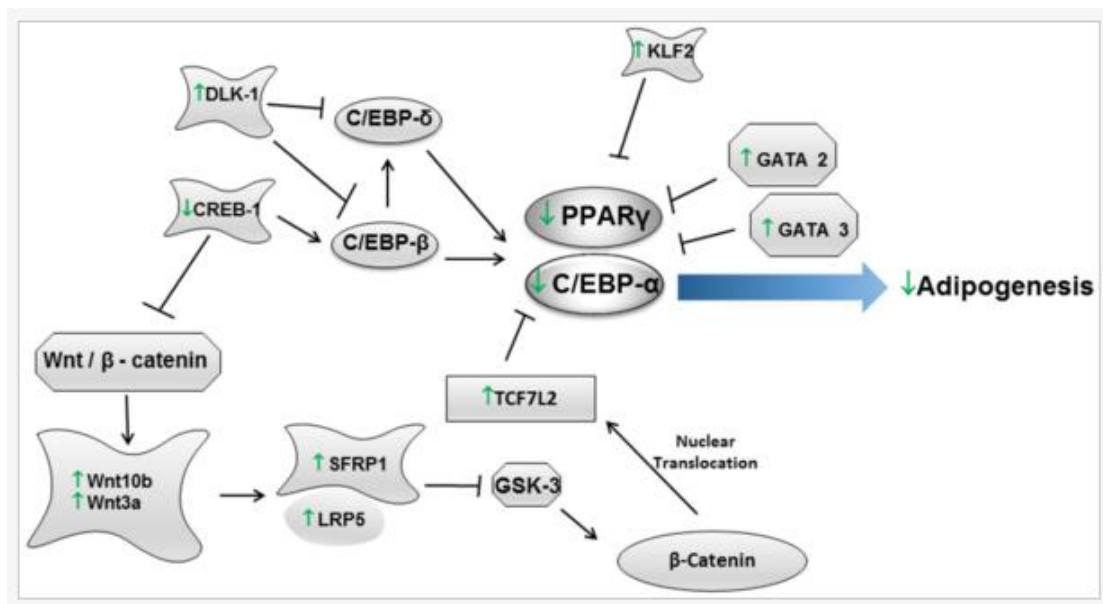 ↑KLF2
↑DLK-1
C/EBP-δ
↑GATA 2
↓CREB-1
↓PPARγ
↑GATA 3
C/EBP-β
↓C/EBP-α
↓Adipogenesis
Wnt / β - catenin
↑TCF7L2
Nuclear
Translocation
↑Wnt10b
↑Wnt3a
↑SFRP1
GSK-3
↑LRP5
β-Catenin